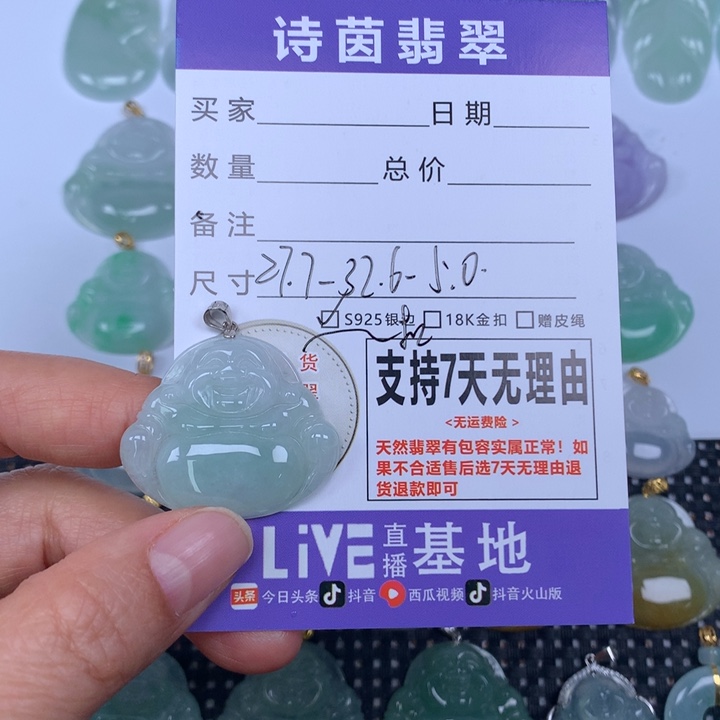 诗茵翡翠
买家 日期
数量 总价
备注
尺寸 27.7-32.6-5.0.
☑ S925银边 □ 18K金扣 □ 赠皮绳
扣
货
支持7天无理由
<无运费险>
天然翡翠有包容实属正常！如
果不合适售后选7天无理由退
货退款即可
LiVE 直播 基地
头条 今日头条 抖音 西瓜视频 抖音火山版